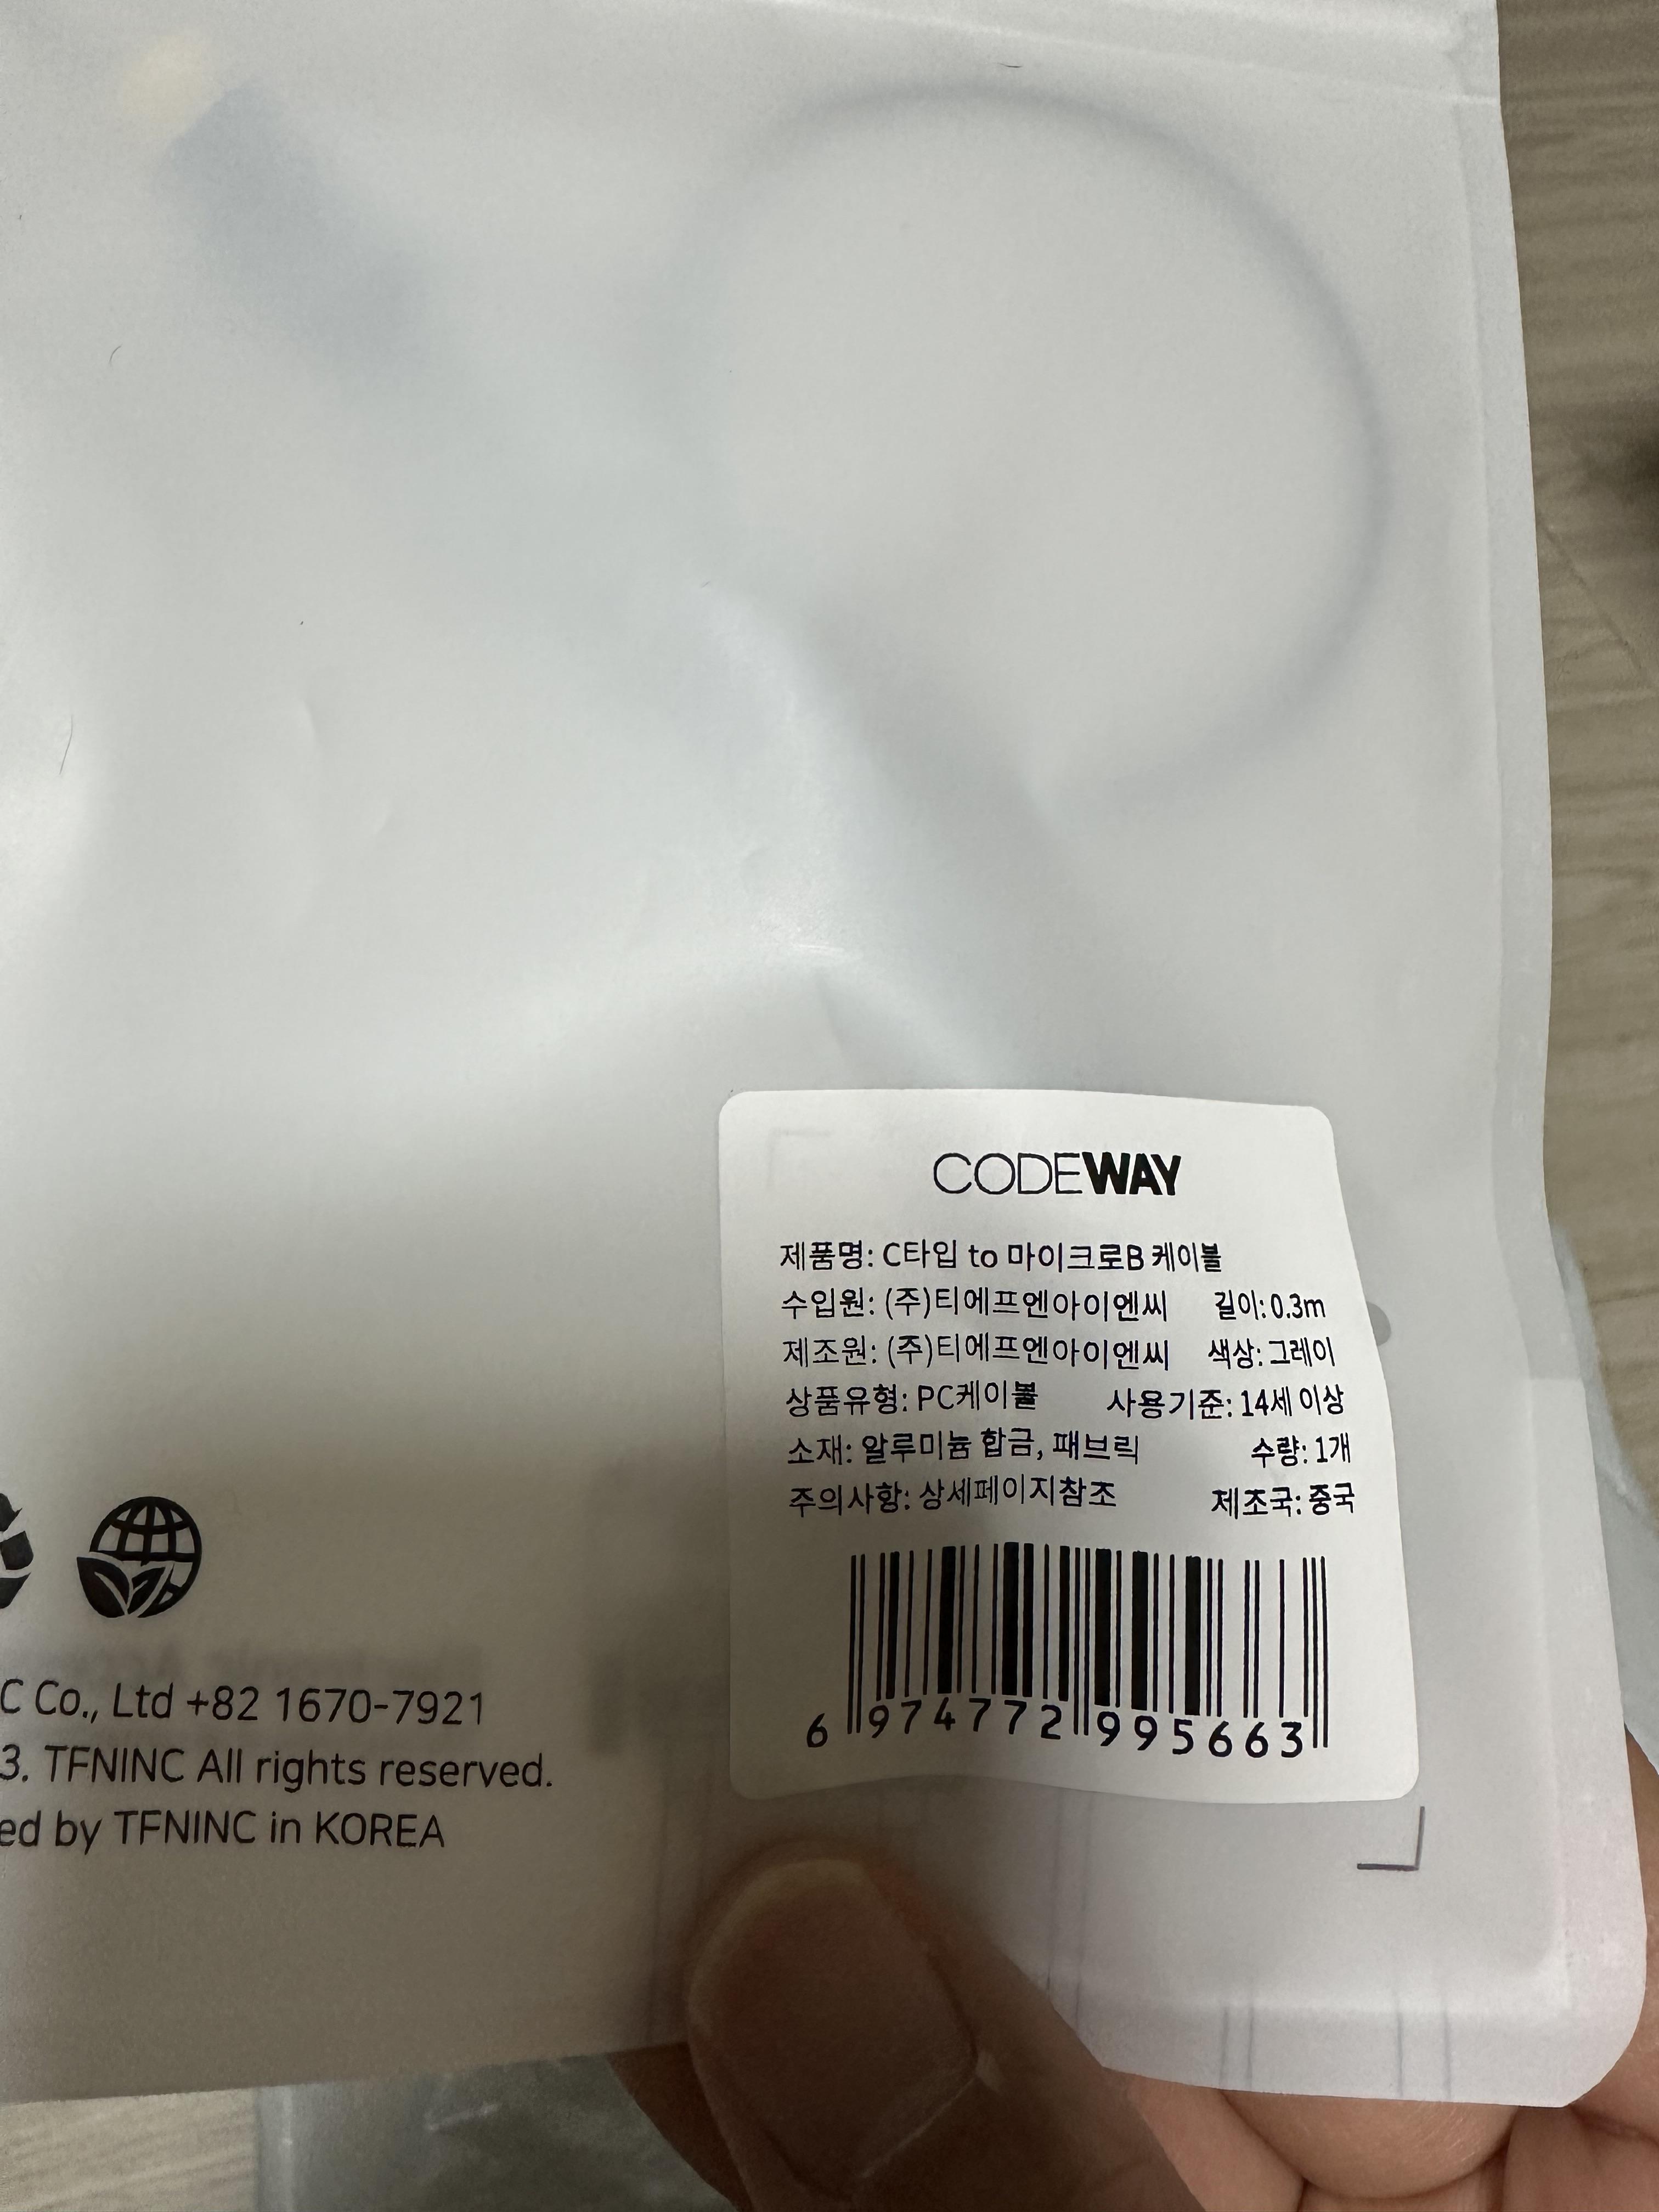 CODEWAY
제품명: C타입 to 마이크로B 케이블
수입원: (주)티에프엔아이엔씨 길이: 0.3m
제조원: (주)티에프엔아이엔씨 색상: 그레이
상품유형: PC케이블 사용기준: 14세 이상
소재: 알루미늄 합금, 패브릭 수량: 1개
주의사항: 상세페이지참조 제조국: 중국
6 974772 995663
C Co., Ltd +82 1670-7921
3. TFNINC All rights reserved.
ed by TFNINC in KOREA